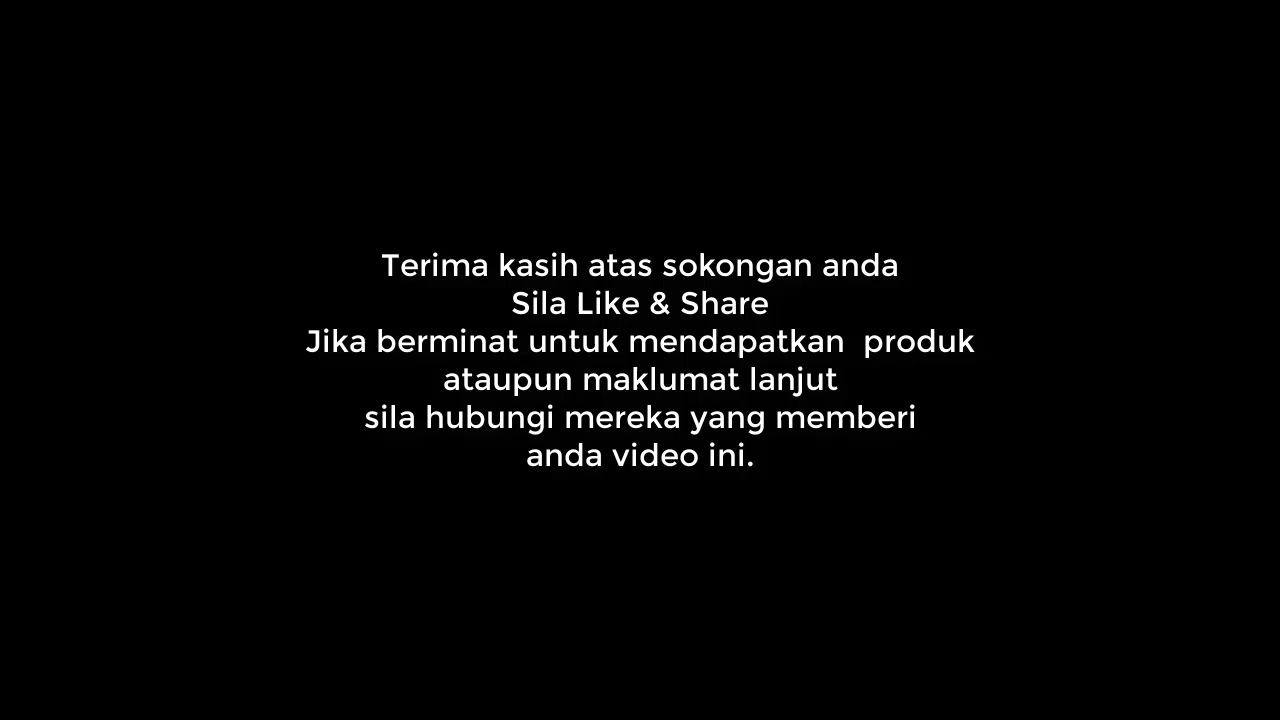 Terima kasih atas sokongan anda
Sila Like & Share
Jika berminat untuk mendapatkan  produk
ataupun maklumat lanjut
sila hubungi mereka yang memberi
anda video ini.